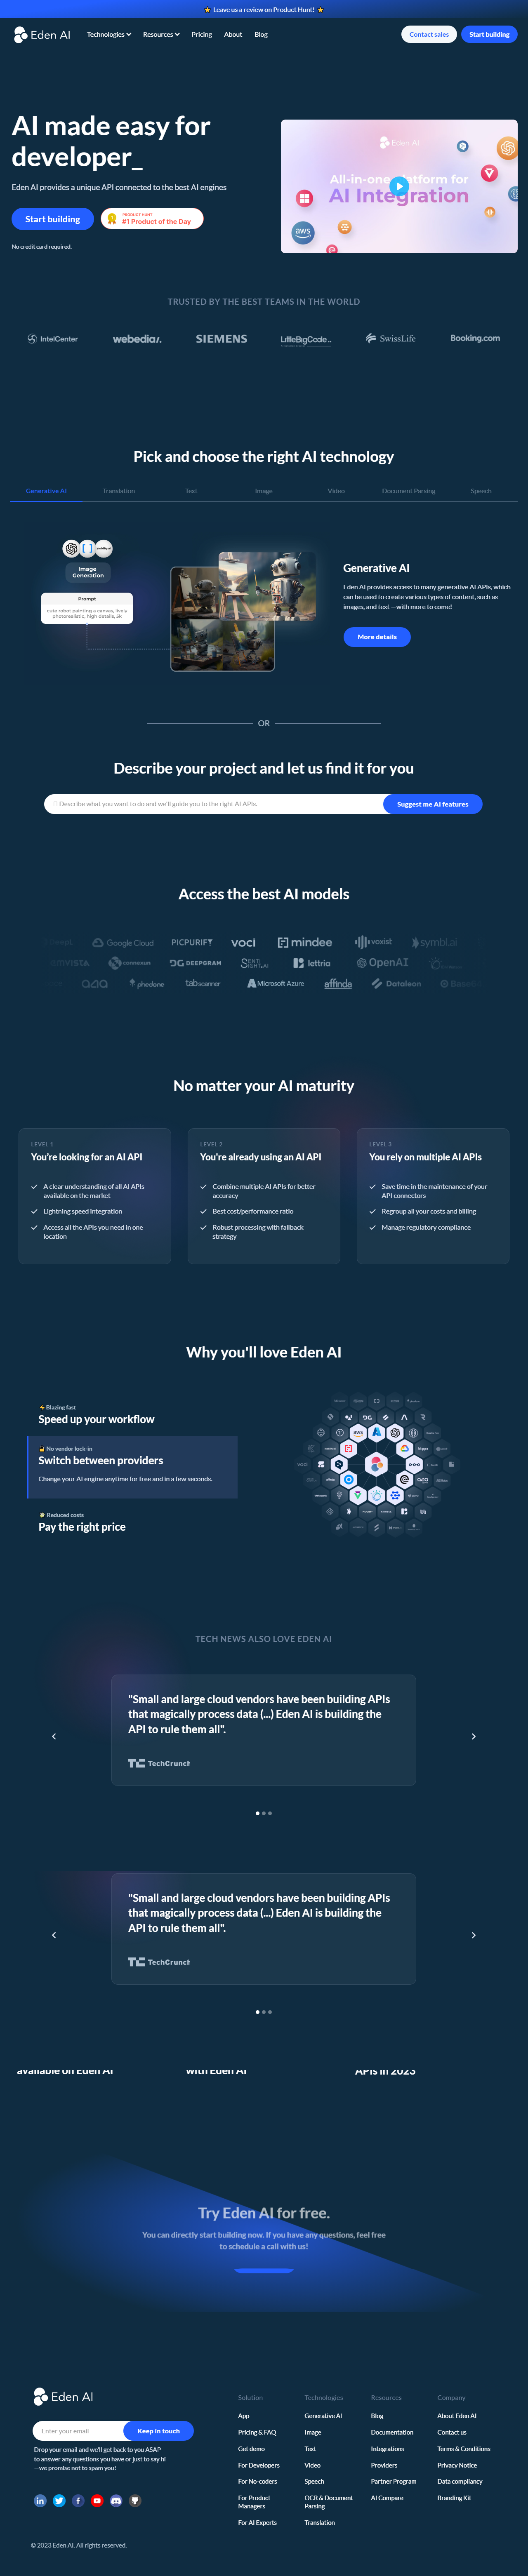 Leave us a review on Product Hunt!
Eden AI
Technologies
Resources
Pricing
About
Blog
Contact sales
Start building
AI made easy for
developer_
Eden AI provides a unique API connected to the best AI engines
Start building
PRODUCT HUNT
#1 Product of the Day
No credit card required.
Eden AI
All-in-one platform for
AI Integration
aws
TRUSTED BY THE BEST TEAMS IN THE WORLD
IntelCenter
webedia.
SIEMENS
LittleBigCode
SwissLife
Booking.com
Pick and choose the right AI technology
Generative AI
Translation
Text
Image
Video
Document Parsing
Speech
Image
Generation
Prompt
cute robot painting a canvas, lively
photorealistic, high details, 5k
Generative AI
Eden AI provides access to many generative AI APIs, which
can be used to create various types of content, such as
images, and text —with more to come!
More details
OR
Describe your project and let us find it for you
Describe what you want to do and we'll guide you to the right AI APIs.
Suggest me AI features
Access the best AI models
Google Cloud
PICPURIFY
voci
mindee
voxist
symbl.ai
DEEPGRAM
SENTI
SIGHT.AI
lettria
OpenAI
phedone
tabscanner
Microsoft Azure
affinda
Dataleon
No matter your AI maturity
LEVEL 1
You're looking for an AI API
A clear understanding of all AI APIs
available on the market
Lightning speed integration
Access all the APIs you need in one
location
LEVEL 2
You're already using an AI API
Combine multiple AI APIs for better
accuracy
Best cost/performance ratio
Robust processing with fallback
strategy
LEVEL 3
You rely on multiple AI APIs
Save time in the maintenance of your
API connectors
Regroup all your costs and billing
Manage regulatory compliance
Why you'll love Eden AI
Blazing fast
Speed up your workflow
No vendor lock-in
Switch between providers
Change your AI engine anytime for free and in a few seconds.
Reduced costs
Pay the right price
TECH NEWS ALSO LOVE EDEN AI
"Small and large cloud vendors have been building APIs
that magically process data (...) Eden AI is building the
API to rule them all".
TechCrunch
"Small and large cloud vendors have been building APIs
that magically process data (...) Eden AI is building the
API to rule them all".
TechCrunch
available on Eden AI
with Eden AI
APIs in 2023
Try Eden AI for free.
You can directly start building now. If you have any questions, feel free
to schedule a call with us!
Eden AI
Enter your email
Keep in touch
Drop your email and we'll get back to you ASAP
to answer any questions you have or just to say hi
—we promise not to spam you!
Solution
App
Pricing & FAQ
Get demo
For Developers
For No-coders
For Product
Managers
For AI Experts
Technologies
Generative AI
Image
Text
Video
Speech
OCR & Document
Parsing
Translation
Resources
Blog
Documentation
Integrations
Providers
Partner Program
AI Compare
Company
About Eden AI
Contact us
Terms & Conditions
Privacy Notice
Data compliancy
Branding Kit
© 2023 Eden AI. All rights reserved.